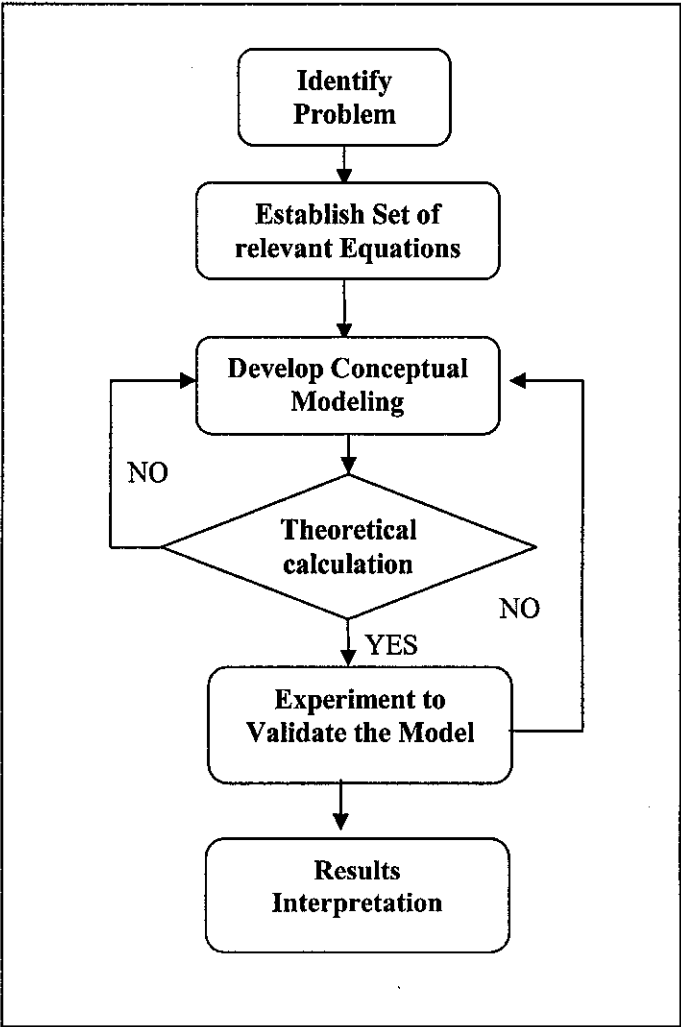 Identify
Problem
Establish Set of
relevant Equations
Develop Conceptual
Modeling
NO
Theoretical
calculation
NO
YES
Experiment to
Validate the Model
Results
Interpretation